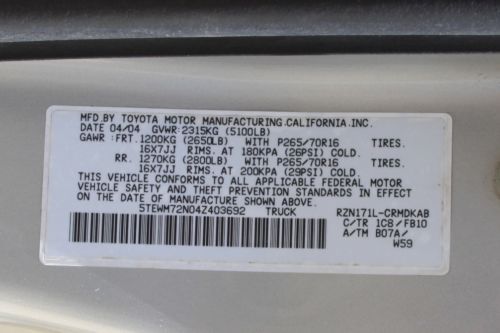 MFD.BY TOYOTA MOTOR MANUFACTURING.CALIFORNIA.INC.
DATE 04/04 GVWR:2315KG (5100LB)
GAWR : FRT. 1200KG (2650LB) WITH P265/70R16 TIRES.
16X7JJ RIMS. AT 180KPA (26PSI) COLD.
RR. 1270KG (2800LB) WITH P265/70R16 TIRES.
16X7JJ RIMS. AT 200KPA (29PSI) COLD.
THIS VEHICLE CONFORMS TO ALL APPLICABLE FEDERAL MOTOR
VEHICLE SAFETY AND THEFT PREVENTION STANDARDS IN EFFECT
ON THE DATE OF MANUFACTURE SHOWN ABOVE.
5TEWM72N04Z403692 TRUCK RZN171L-CRMDKAB
C/TR 1C8/FB10
A/TM B07A/
W59